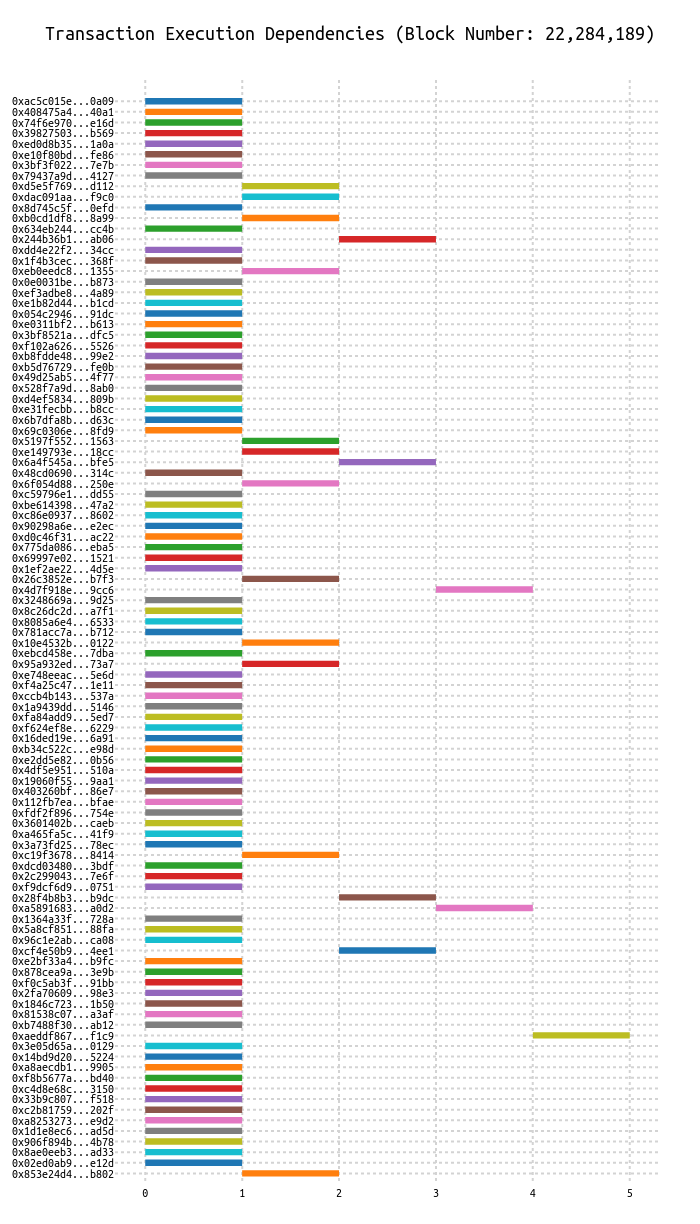 Transaction Execution Dependencies (Block Number: 22,284,189)
0xac5c015e...0a09
0x408475a4...40a1
0x74f6e970...e16d
0x39827503...b569
0xed0d8b35...1a0a
0xe10f80bd...fe86
0x3bf3f022...7e7b
0x79437a9d...4127
0xd5e5f769...d112
0xdac091aa...f9c0
0x8d745c5f...0efd
0xb0cd1df8...8a99
0x634eb244...cc4b
0x244b36b1...ab06
0xdd4e22f2...34cc
0x1f4b3cec...368f
0xeb0eedc8...1355
0x0e0031be...b873
0xef3adbe8...4a89
0xe1b82d44...b1cd
0x054c2946...91dc
0xe0311bf2...b613
0x3bf8521a...dfc5
0xf102a626...5526
0xb8fdde48...99e2
0xb5d76729...fe0b
0x49d25ab5...4f77
0x528f7a9d...8ab0
0xd4ef5834...809b
0xe31fecbb...b8cc
0x6b7dfa8b...d63c
0x69c0306e...8fd9
0x5197f552...1563
0xe149793e...18cc
0x6a4f545a...bfe5
0x48cd0690...314c
0x6f054d88...250e
0xc59796e1...dd55
0xbe614398...47a2
0xc86e0937...8602
0x90298a6e...e2ec
0xd0c46f31...ac22
0x775da086...eba5
0x69997e02...1521
0x1ef2ae22...4d5e
0x26c3852e...b7f3
0x4d7f918e...9cc6
0x3248669a...9d25
0x8c26dc2d...a7f1
0x8085a6e4...6533
0x781acc7a...b712
0x10e4532b...0122
0xebcd458e...7dba
0x95a932ed...73a7
0xe748eeac...5e6d
0xf4a25c47...1e11
0xccb4b143...537a
0x1a9439dd...5146
0xfa84add9...5ed7
0xf624ef8e...6229
0x16ded19e...6a91
0xb34c522c...e98d
0xe2dd5e82...0b56
0x4df5e951...510a
0x19060f55...9aa1
0x403260bf...86e7
0x112fb7ea...bfae
0xfdf2f896...754e
0x3601402b...caeb
0xa465fa5c...41f9
0x3a73fd25...78ec
0xc19f3678...8414
0xdcd03480...3bdf
0x2c299043...7e6f
0xf9dcf6d9...0751
0x28f4b8b3...b9dc
0xa5891683...a0d2
0x1364a33f...728a
0x5a8cf851...88fa
0x96c1e2ab...ca08
0xcf4e50b9...4ee1
0xe2bf33a4...b9fc
0x878cea9a...3e9b
0xf0c5ab3f...91bb
0x2fa70609...98e3
0x1846c723...1b50
0x81538c07...a3af
0xb7488f30...ab12
0xaeddf867...f1c9
0x3e05d65a...0129
0x14bd9d20...5224
0xa8aecdb1...9905
0xf8b5677a...bd40
0xc4d8e68c...3150
0x33b9c807...f518
0xc2b81759...202f
0xa8253273...e9d2
0x1d1e8ec6...ad5d
0x906f894b...4b78
0x8ae0eeb3...ad33
0x02ed0ab9...e12d
0x853e24d4...b802
0 1 2 3 4 5